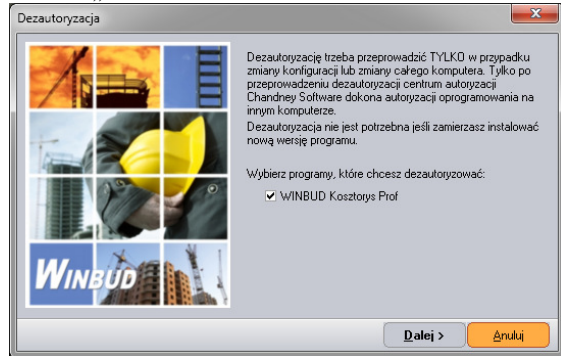 Dezautoryzacja
Dezautoryzację trzeba przeprowadzić TYLKO w przypadku
zmiany konfiguracji lub zmiany całego komputera. Tylko po
przeprowadzeniu dezautoryzacji centrum autoryzacji
Chandney Software dokona autoryzacji oprogramowania na
innym komputerze.
Dezautoryzacja nie jest potrzebna jeśli zamierzasz instalować
nową wersję programu.
Wybierz programy, które chcesz dezautoryzować:
WINBUD Kosztorys Prof
WINBUD
Dalej >
Anuluj